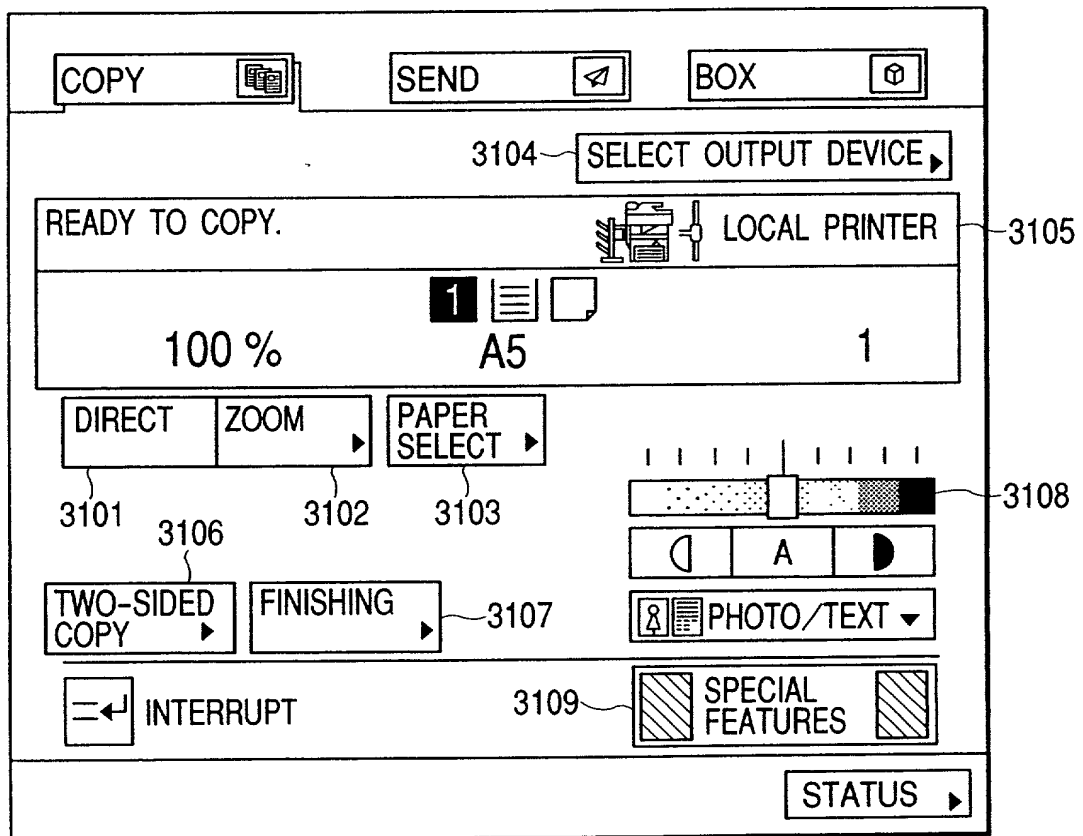 COPY
SEND
BOX
3104
SELECT OUTPUT DEVICE
READY TO COPY.
LOCAL PRINTER
3105
1
100 %
A5
1
DIRECT
ZOOM
PAPER
SELECT
3101
3102
3103
3108
A
3106
TWO-SIDED
COPY
FINISHING
3107
PHOTO/TEXT
INTERRUPT
3109
SPECIAL
FEATURES
STATUS